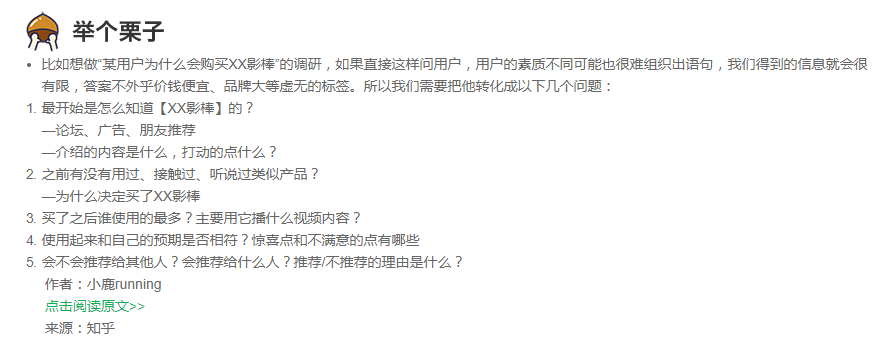 举个栗子
• 比如想做“某用户为什么会购买XX影棒”的调研，如果直接这样问用户，用户的素质不同可能也很难组织出语句，我们得到的信息就会很
有限，答案不外乎价钱便宜、品牌大等虚无的标签。所以我们需要把他转化成以下几个问题：
1. 最开始是怎么知道【XX影棒】的？
—论坛、广告、朋友推荐
—介绍的内容是什么，打动的点什么？
2. 之前有没有用过、接触过、听说过类似产品？
—为什么决定买了XX影棒
3. 买了之后谁使用的最多？主要用它播什么视频内容？
4. 使用起来和自己的预期是否相符？惊喜点和不满意的点有哪些
5. 会不会推荐给其他人？会推荐给什么人？推荐/不推荐的理由是什么？
作者：小鹿running
点击阅读原文>>
来源：知乎